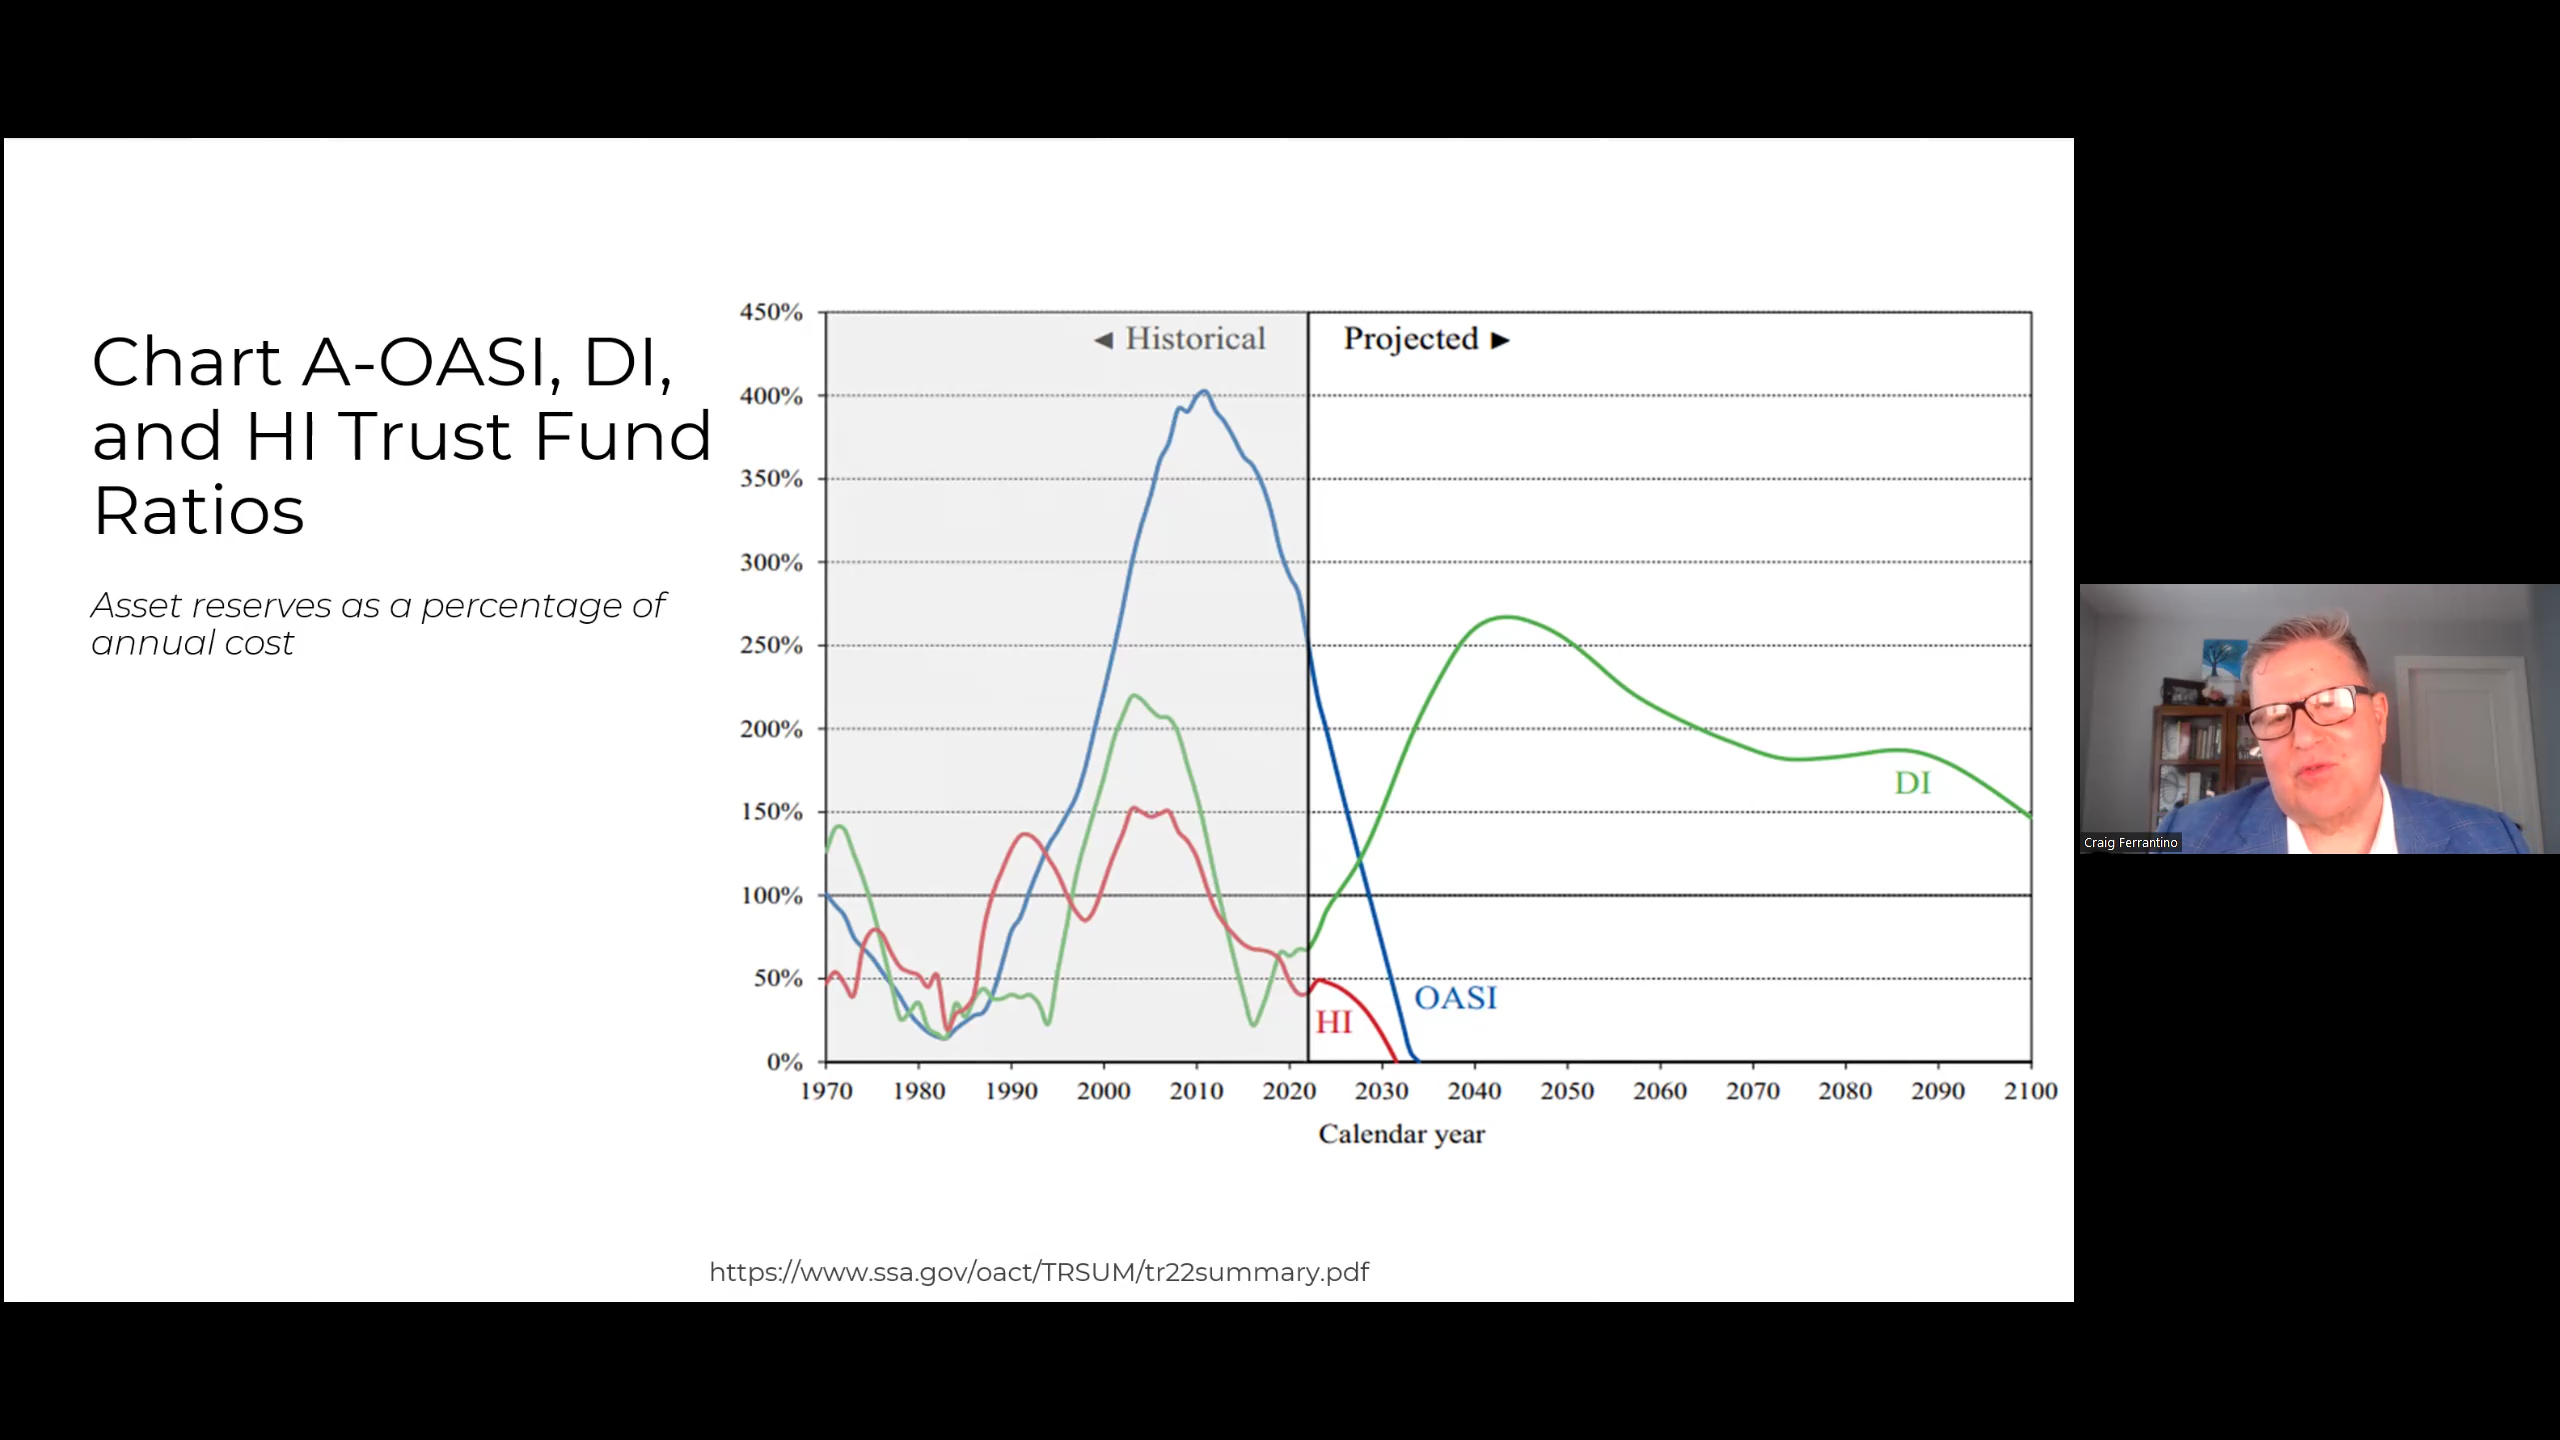 Chart A-OASI, DI,
and HI Trust Fund
Ratios
Asset reserves as a percentage of
annual cost
◄ Historical
Projected ►
450%
400%
350%
300%
250%
200%
150%
100%
50%
0%
DI
OASI
HI
1970 1980 1990 2000 2010 2020 2030 2040 2050 2060 2070 2080 2090 2100
Calendar year
https://www.ssa.gov/oact/TRSUM/tr22summary.pdf
Craig Ferrantino